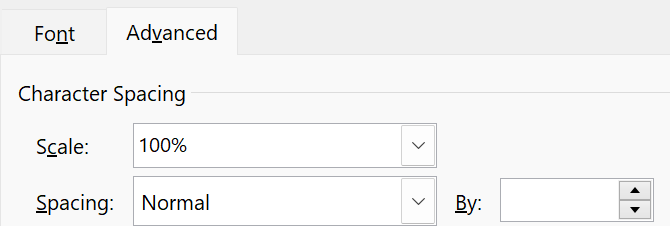 Font Advanced
Character Spacing
Scale: 100%
Spacing: Normal By: